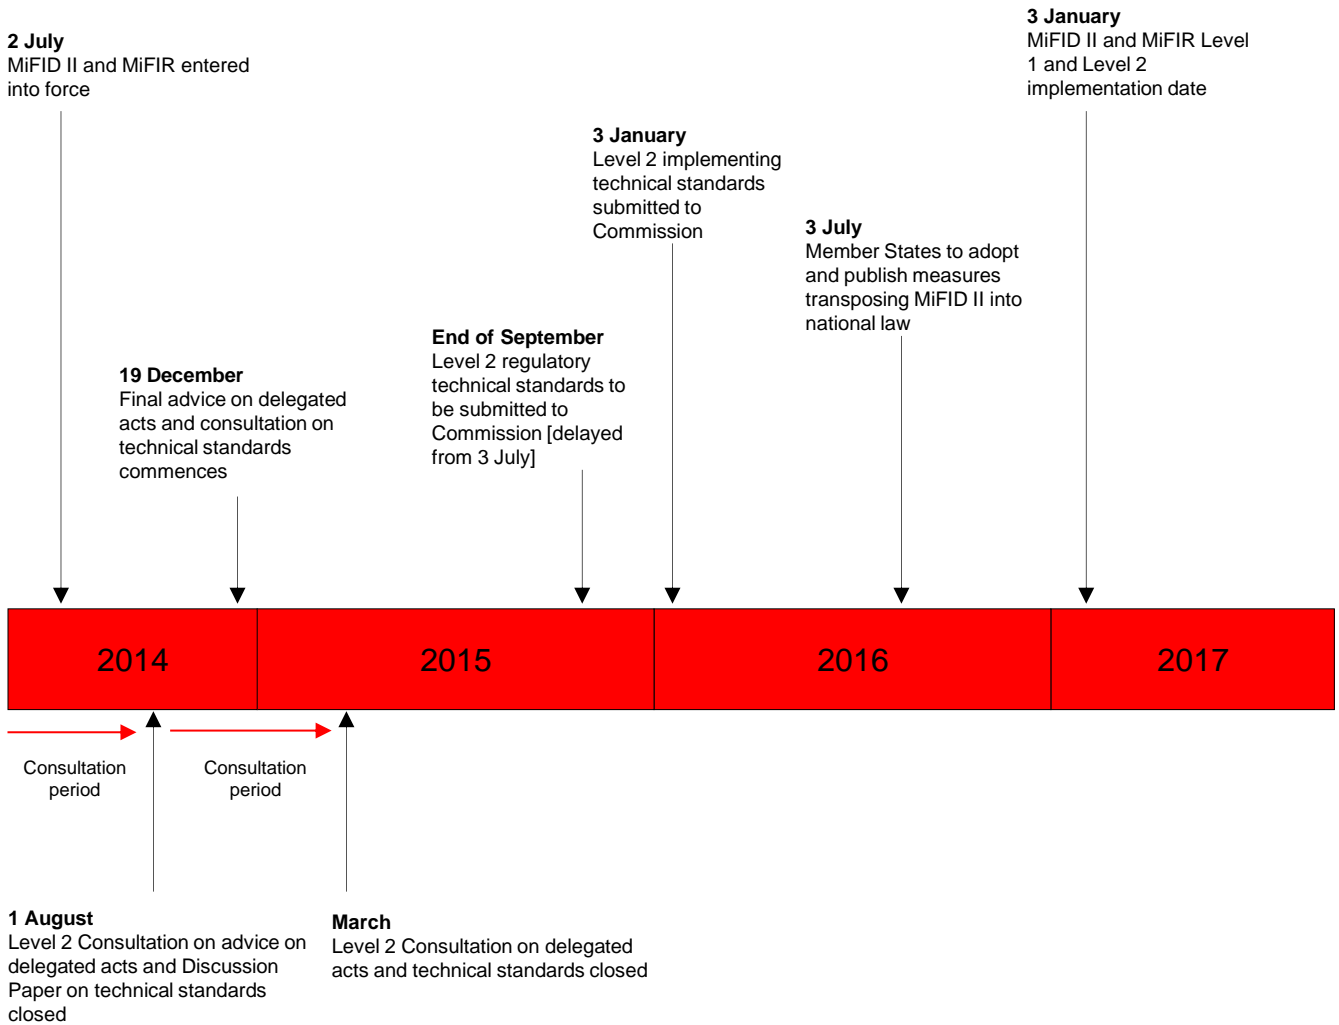 2 July
MiFID II and MiFIR entered
into force
19 December
Final advice on delegated
acts and consultation on
technical standards
commences
End of September
Level 2 regulatory
technical standards to
be submitted to
Commission [delayed
from 3 July]
3 January
Level 2 implementing
technical standards
submitted to
Commission
3 July
Member States to adopt
and publish measures
transposing MiFID II into
national law
3 January
MiFID II and MiFIR Level
1 and Level 2
implementation date
2014
2015
2016
2017
Consultation
period
Consultation
period
1 August
Level 2 Consultation on advice on
delegated acts and Discussion
Paper on technical standards
closed
March
Level 2 Consultation on delegated
acts and technical standards closed